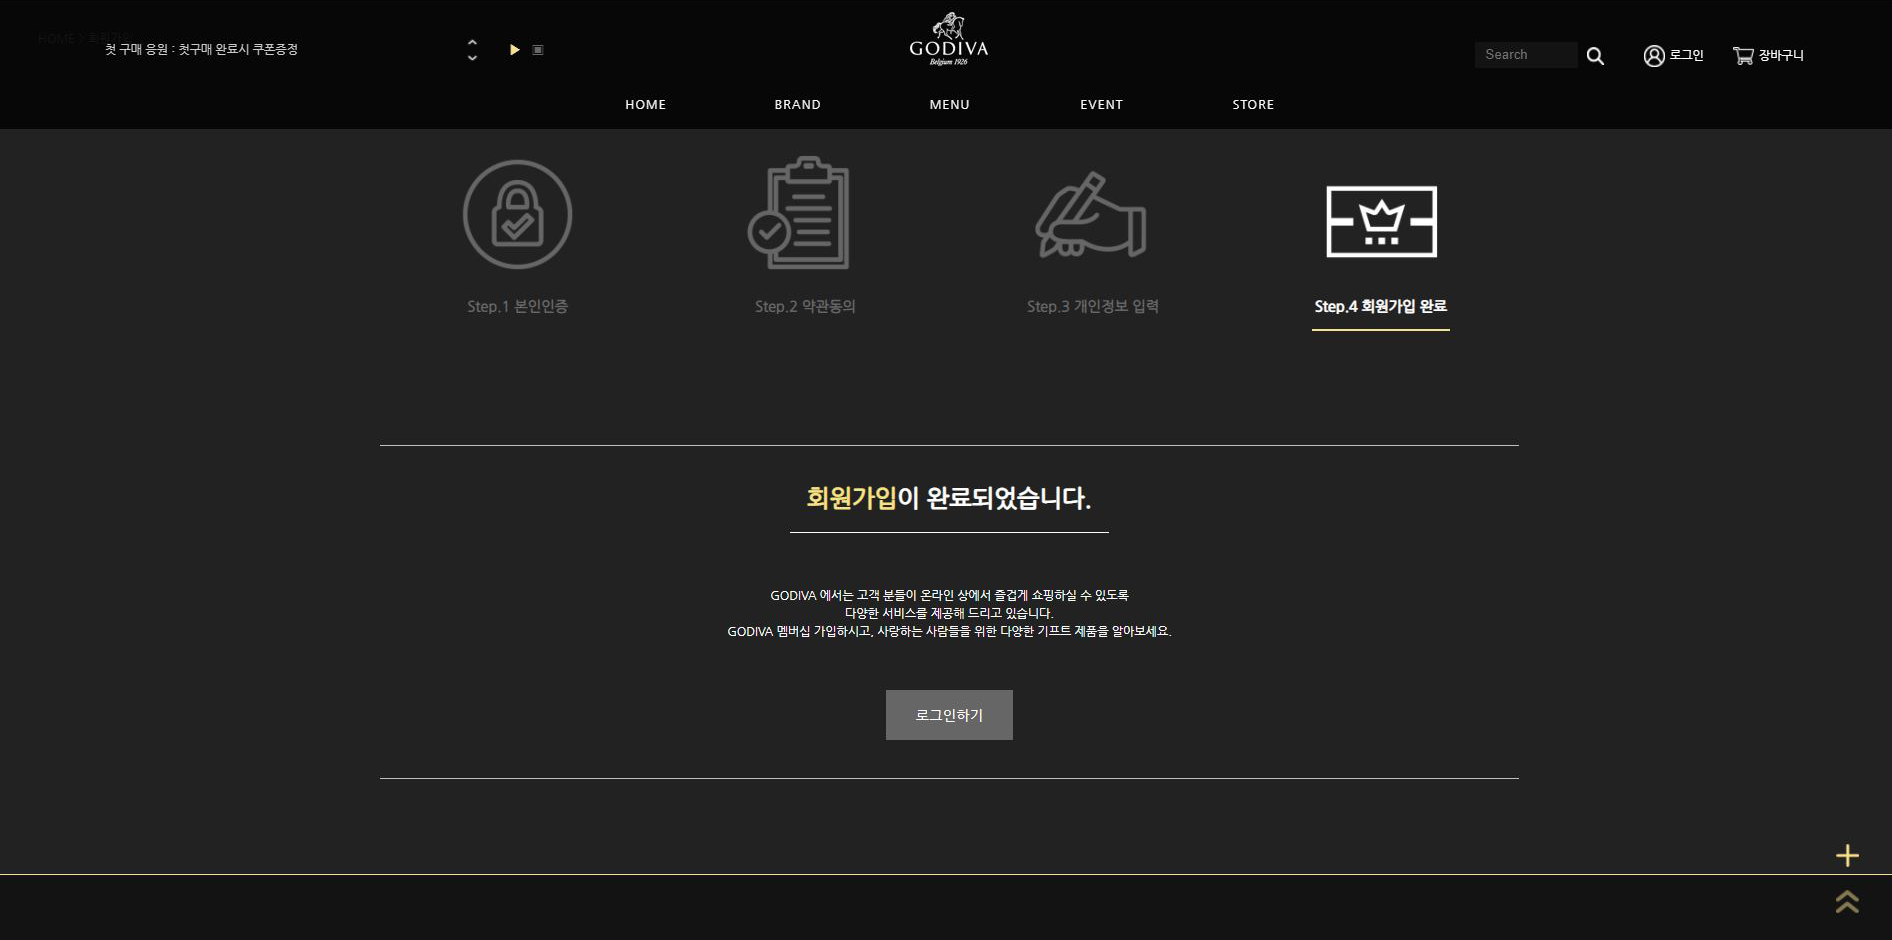 HOME > 회원가입
첫 구매 응원 : 첫구매 완료시 쿠폰증정
GODIVA
Belgium 1926
Search
로그인
장바구니
HOME
BRAND
MENU
EVENT
STORE
Step.1 본인인증
Step.2 약관동의
Step.3 개인정보 입력
Step.4 회원가입 완료
회원가입이 완료되었습니다.
GODIVA 에서는 고객 분들이 온라인 상에서 즐겁게 쇼핑하실 수 있도록
다양한 서비스를 제공해 드리고 있습니다.
GODIVA 멤버십 가입하시고, 사랑하는 사람들을 위한 다양한 기프트 제품을 알아보세요.
로그인하기